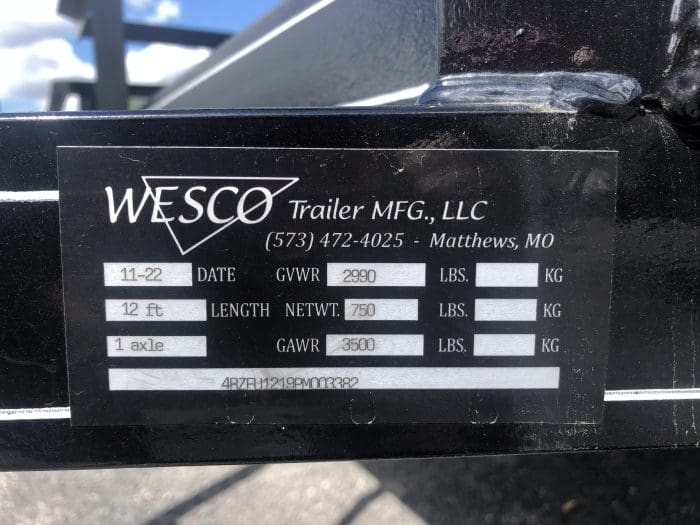 WESCO Trailer MFG., LLC
(573) 472-4025 - Matthews, MO
11-22 DATE GVWR 2990 LBS. KG
12 ft LENGTH NETWT. 750 LBS. KG
1 axle GAWR 3500 LBS. KG
4RZFU1219PM003382